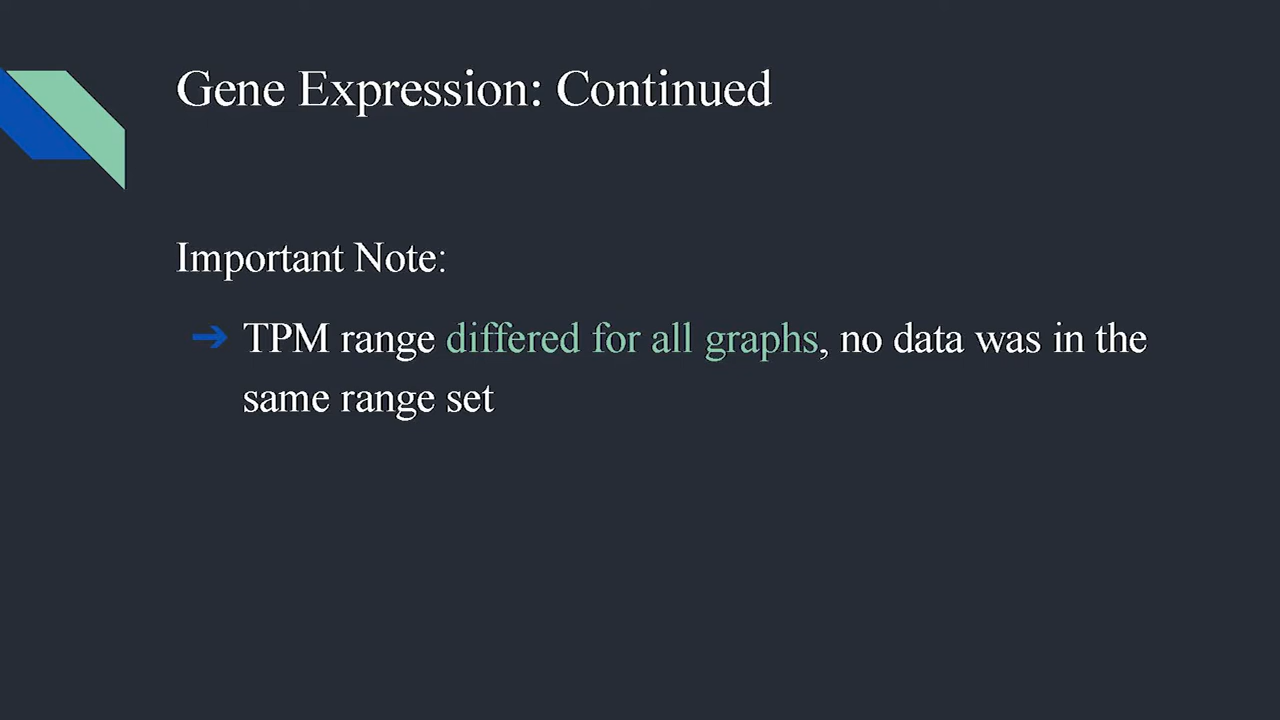 Gene Expression: Continued
Important Note:
➔ TPM range differed for all graphs, no data was in the
same range set